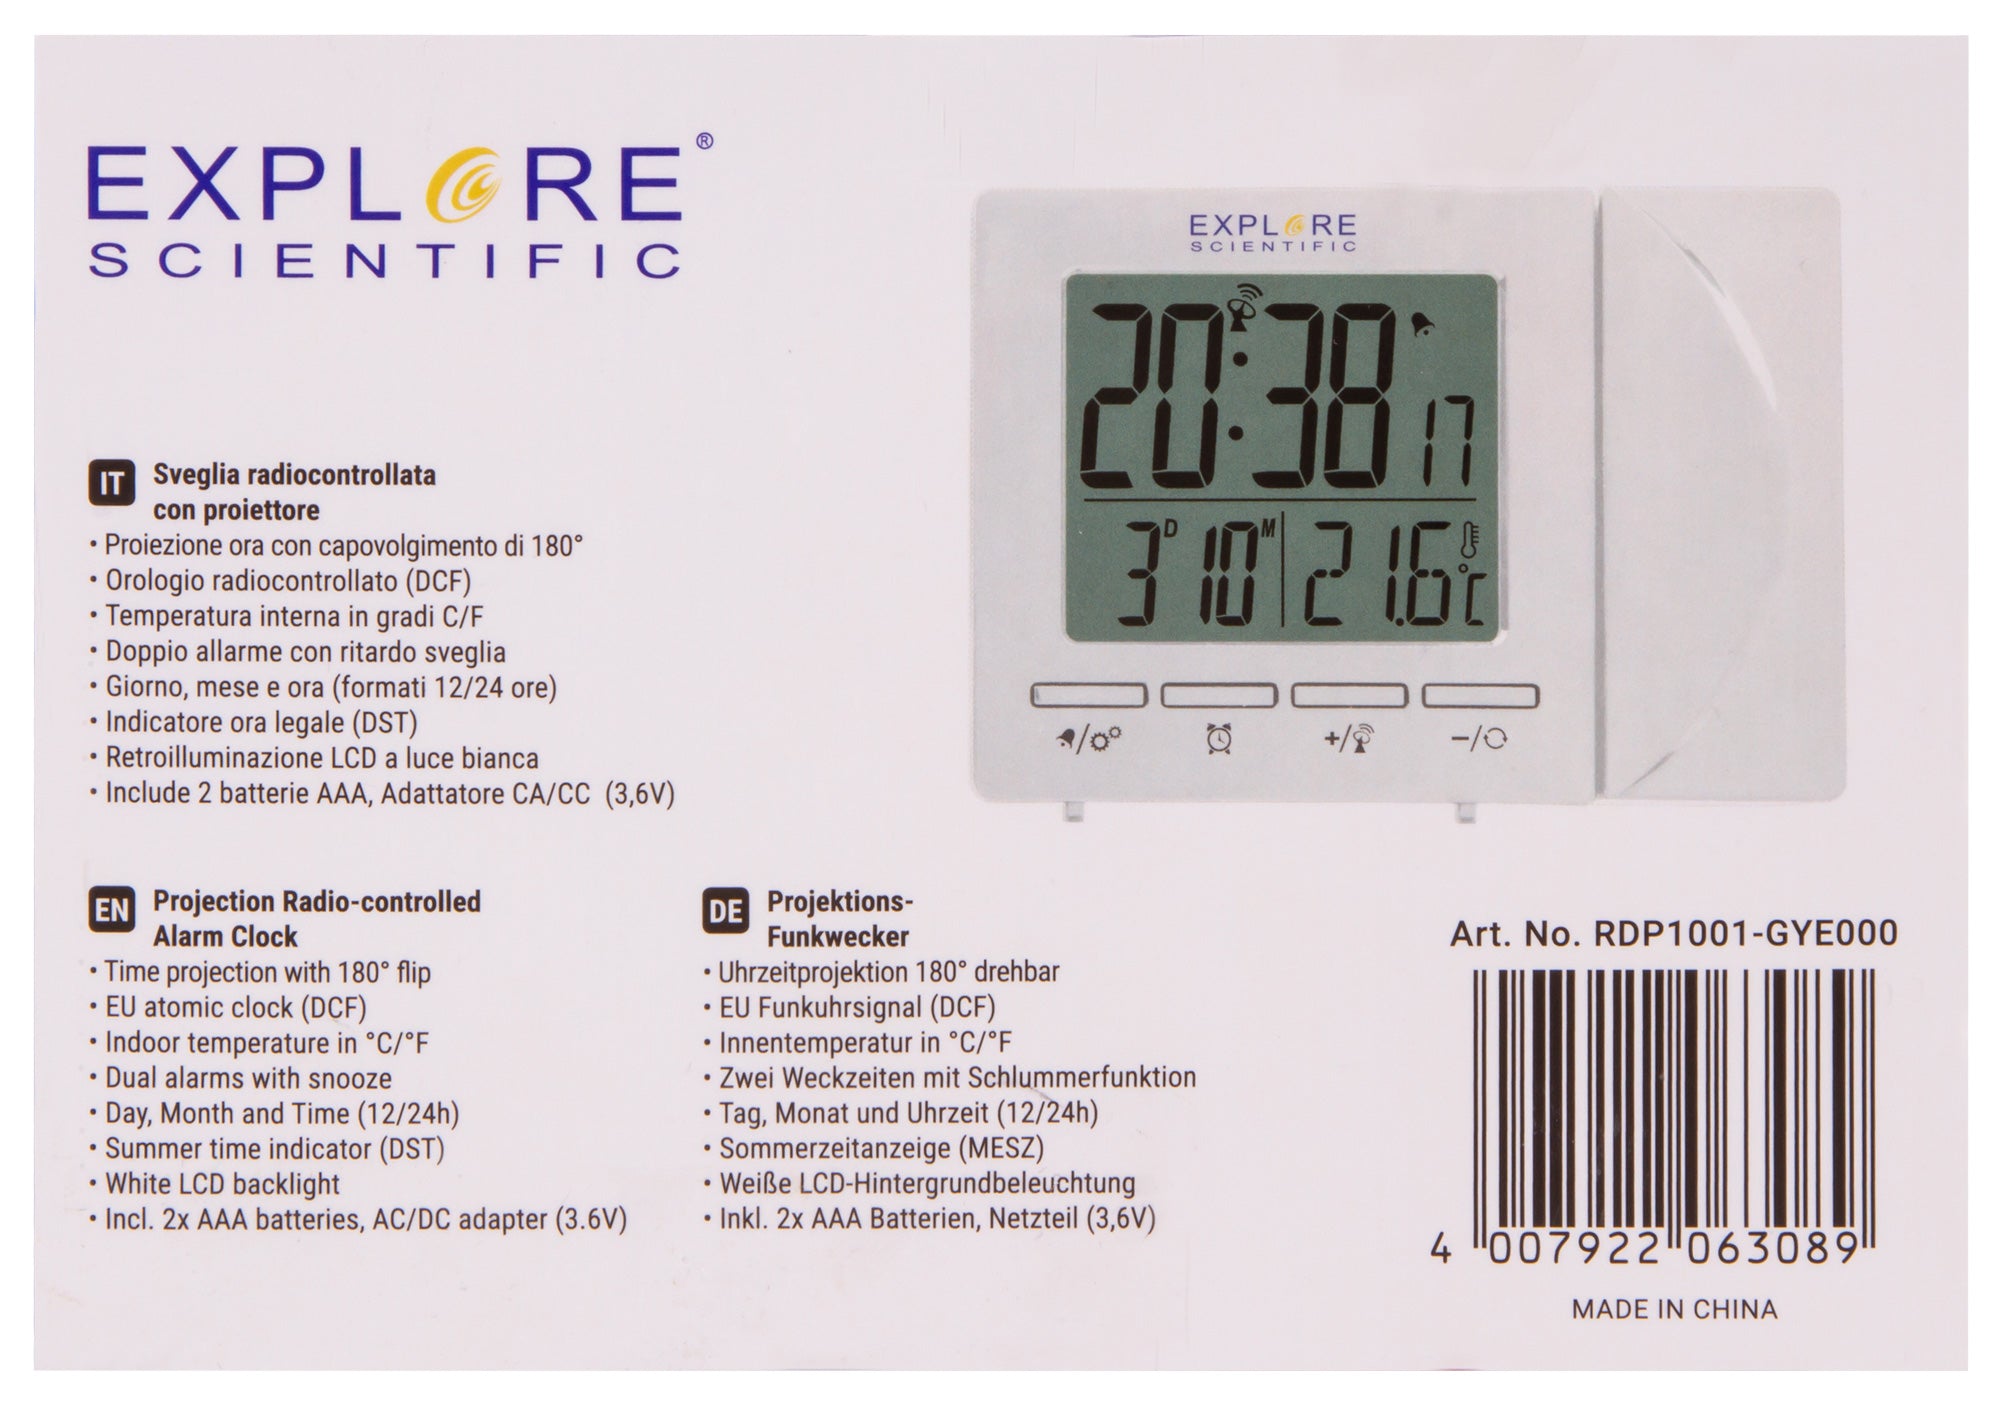 EXPLORE®
SCIENTIFIC
EXPLORE
SCIENTIFIC
20:38 17
3 D 10 M 21.6 °C
+/
−/
IT Sveglia radiocontrollata
con proiettore
• Proiezione ora con capovolgimento di 180°
• Orologio radiocontrollato (DCF)
• Temperatura interna in gradi C/F
• Doppio allarme con ritardo sveglia
• Giorno, mese e ora (formati 12/24 ore)
• Indicatore ora legale (DST)
• Retroilluminazione LCD a luce bianca
• Include 2 batterie AAA, Adattatore CA/CC (3,6V)
EN Projection Radio-controlled
Alarm Clock
• Time projection with 180° flip
• EU atomic clock (DCF)
• Indoor temperature in °C/°F
• Dual alarms with snooze
• Day, Month and Time (12/24h)
• Summer time indicator (DST)
• White LCD backlight
• Incl. 2x AAA batteries, AC/DC adapter (3.6V)
DE Projektions-
Funkwecker
• Uhrzeitprojektion 180° drehbar
• EU Funkuhrsignal (DCF)
• Innentemperatur in °C/°F
• Zwei Weckzeiten mit Schlummerfunktion
• Tag, Monat und Uhrzeit (12/24h)
• Sommerzeitanzeige (MESZ)
• Weiße LCD-Hintergrundbeleuchtung
• Inkl. 2x AAA Batterien, Netzteil (3,6V)
Art. No. RDP1001-GYE000
4 007922 063089
MADE IN CHINA